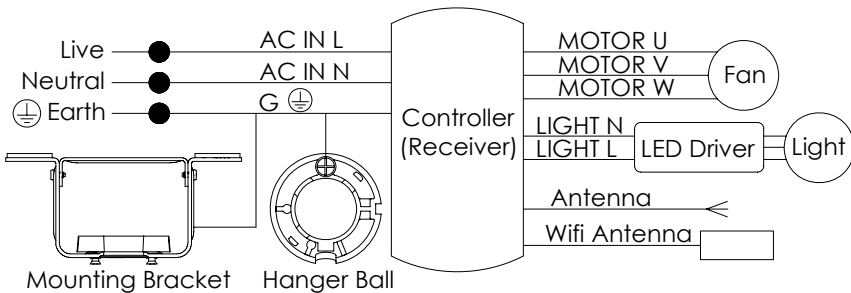 Live
AC IN L
Neutral
AC IN N
Earth
G
Controller
(Receiver)
MOTOR U
MOTOR V
MOTOR W
Fan
LIGHT N
LIGHT L
LED Driver
Light
Antenna
Wifi Antenna
Mounting Bracket
Hanger Ball